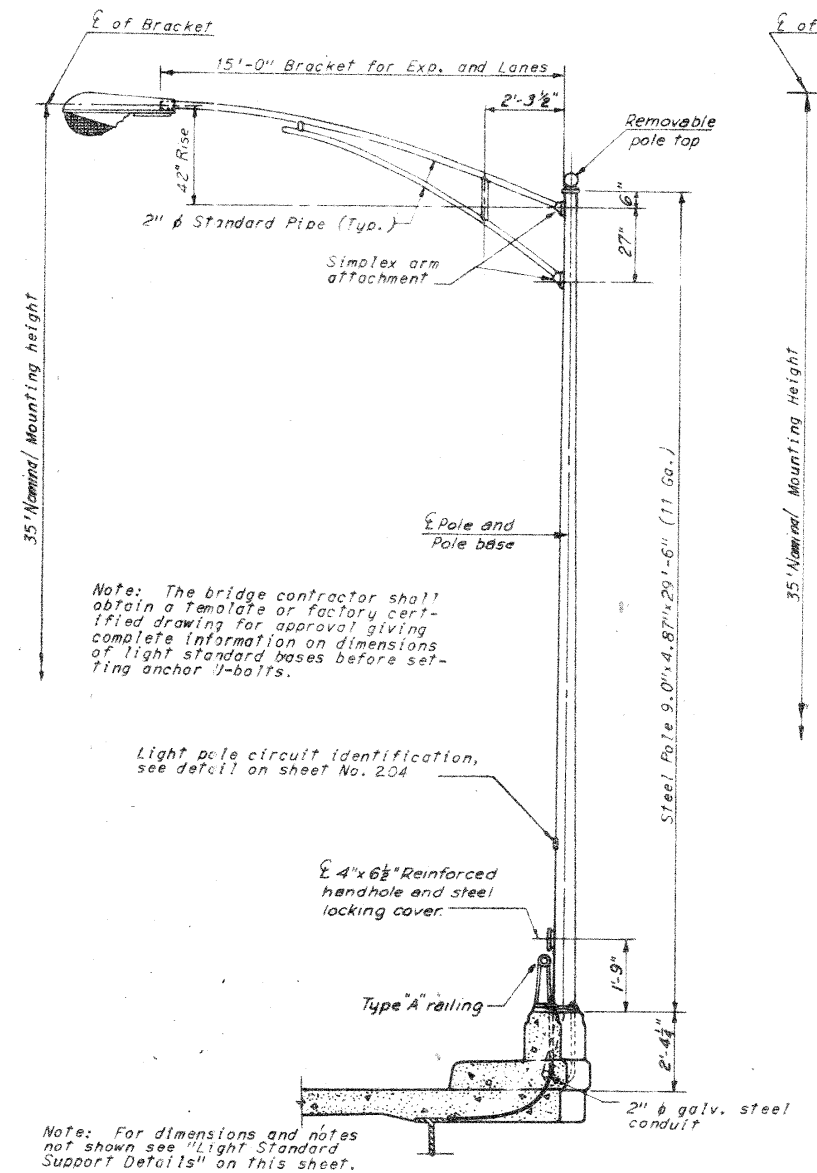 ℄ of Bracket
℄ of
15'-0" Bracket for Exp. and Lanes
2'-3½"
Removable
pole top
42" Rise
6"
2" ϕ Standard Pipe (Typ.)
27"
Simplex arm
attachment
35' Nominal Mounting height
35' Nominal Mounting Height
Steel Pole 9.0"x4.87"x29'-6" (11 Ga.)
℄ Pole and
Pole base
Note: The bridge contractor shall
obtain a template or factory cert-
ified drawing for approval giving
complete information on dimensions
of light standard bases before set-
ting anchor U-bolts.
Light pole circuit identification,
see detail on sheet No. 204
℄ 4"x 6½" Reinforced
handhole and steel
locking cover.
1'-9"
Type "A" railing
2'-4½"
2" ϕ galv. steel
conduit
Note: For dimensions and notes
not shown see "Light Standard
Support Details" on this sheet.